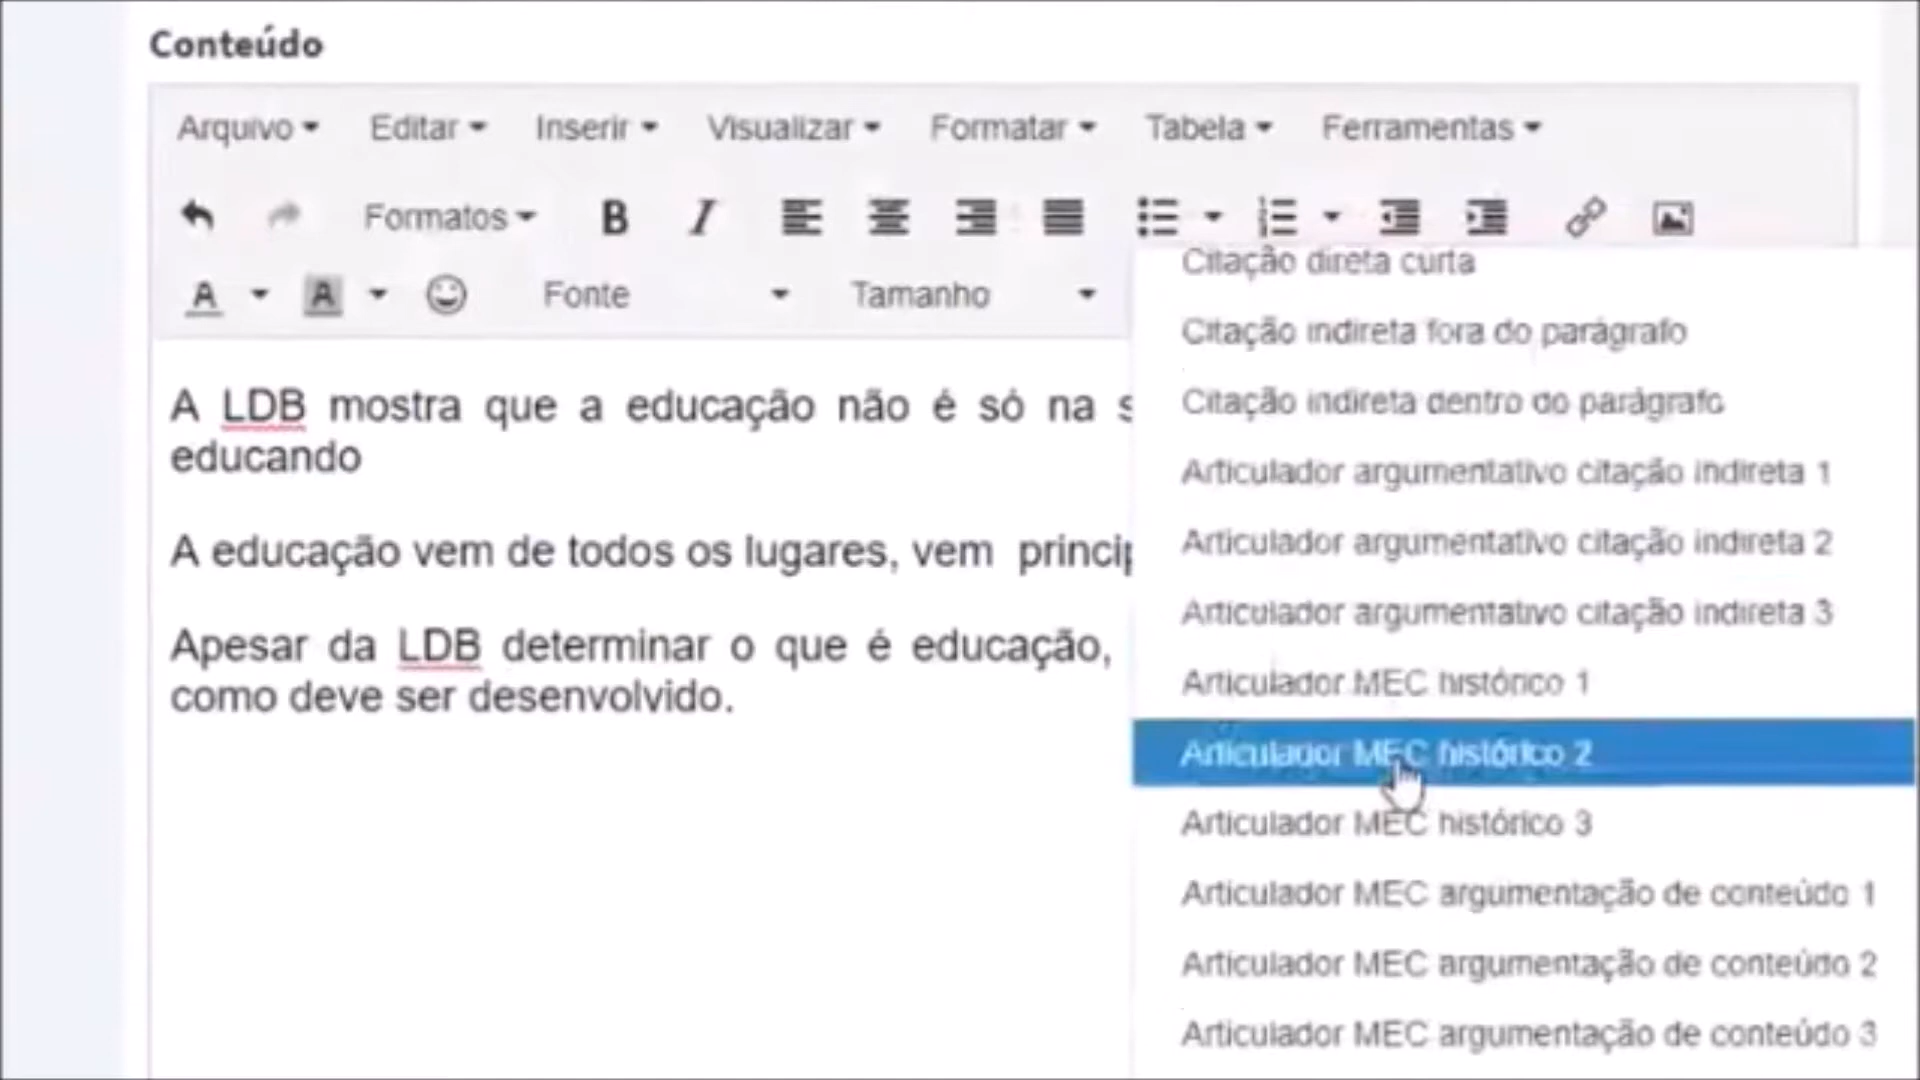 Conteúdo
Arquivo Editar Inserir Visualizar Formatar Tabela Ferramentas
Formatos B I
A A Fonte Tamanho
A LDB mostra que a educação não é só na
educando
A educação vem de todos os lugares, vem princip
Apesar da LDB determinar o que é educação,
como deve ser desenvolvido.
Citação direta curta
Citação indireta fora do parágrafo
Citação indireta dentro do parágrafo
Articulador argumentativo citação indireta 1
Articulador argumentativo citação indireta 2
Articulador argumentativo citação indireta 3
Articulador MEC histórico 1
Articulador MEC histórico 2
Articulador MEC histórico 3
Articulador MEC argumentação de conteúdo 1
Articulador MEC argumentação de conteúdo 2
Articulador MEC argumentação de conteúdo 3